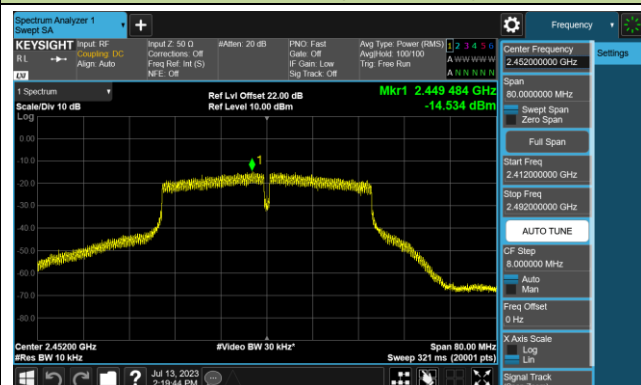 Spectrum Analyzer 1
Swept SA
Frequency
KEYSIGHT
RL
Input: RF
Coupling: DC
Align: Auto
Input Z: 50 Ω
Corrections: Off
Freq Ref: Int (S)
NFE: Off
#Atten: 20 dB
PNO: Fast
Gate: Off
IF Gain: Low
Sig Track: Off
Avg Type: Power (RMS)
Avg|Hold: 100/100
Trig: Free Run
1 2 3 4 5 6
A W W W W W
A N N N N N
Center Frequency
2.452000000 GHz
Settings
Span
80.0000000 MHz
Swept Span
Zero Span
Full Span
Start Freq
2.412000000 GHz
Stop Freq
2.492000000 GHz
AUTO TUNE
CF Step
8.000000 MHz
Auto
Man
Freq Offset
0 Hz
X Axis Scale
Log
Lin
Signal Track
1 Spectrum
Scale/Div 10 dB
Log
Ref Lvl Offset 22.00 dB
Ref Level 10.00 dBm
Mkr1 2.449 484 GHz
-14.534 dBm
1
0.00
-10.0
-20.0
-30.0
-40.0
-50.0
-60.0
-70.0
-80.0
Center 2.45200 GHz
#Res BW 10 kHz
#Video BW 30 kHz*
Span 80.00 MHz
Sweep 321 ms (20001 pts)
Jul 13, 2023
2:19:44 PM